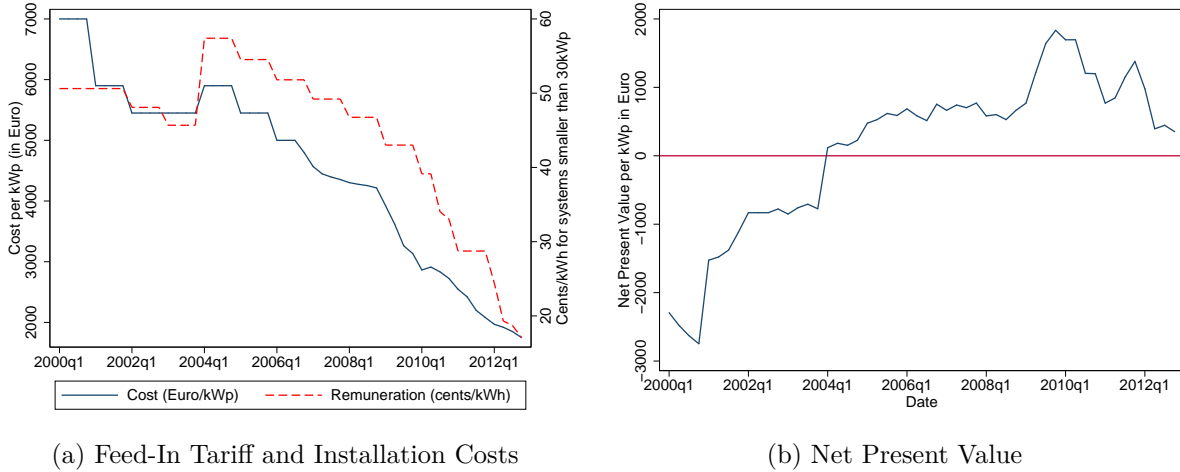 Cost per kWp (in Euro)
7000
6000
5000
4000
3000
2000
60
50
40
30
20
Cents/kWh for systems smaller than 30kWp
2000q1 2002q1 2004q1 2006q1 2008q1 2010q1 2012q1
Cost (Euro/kWp) Remuneration (cents/kWh)
(a) Feed-In Tariff and Installation Costs
Net Present Value per kWp in Euro
2000
1000
0
−1000
−2000
−3000
2000q1 2002q1 2004q1 2006q1 2008q1 2010q1 2012q1
Date
(b) Net Present Value